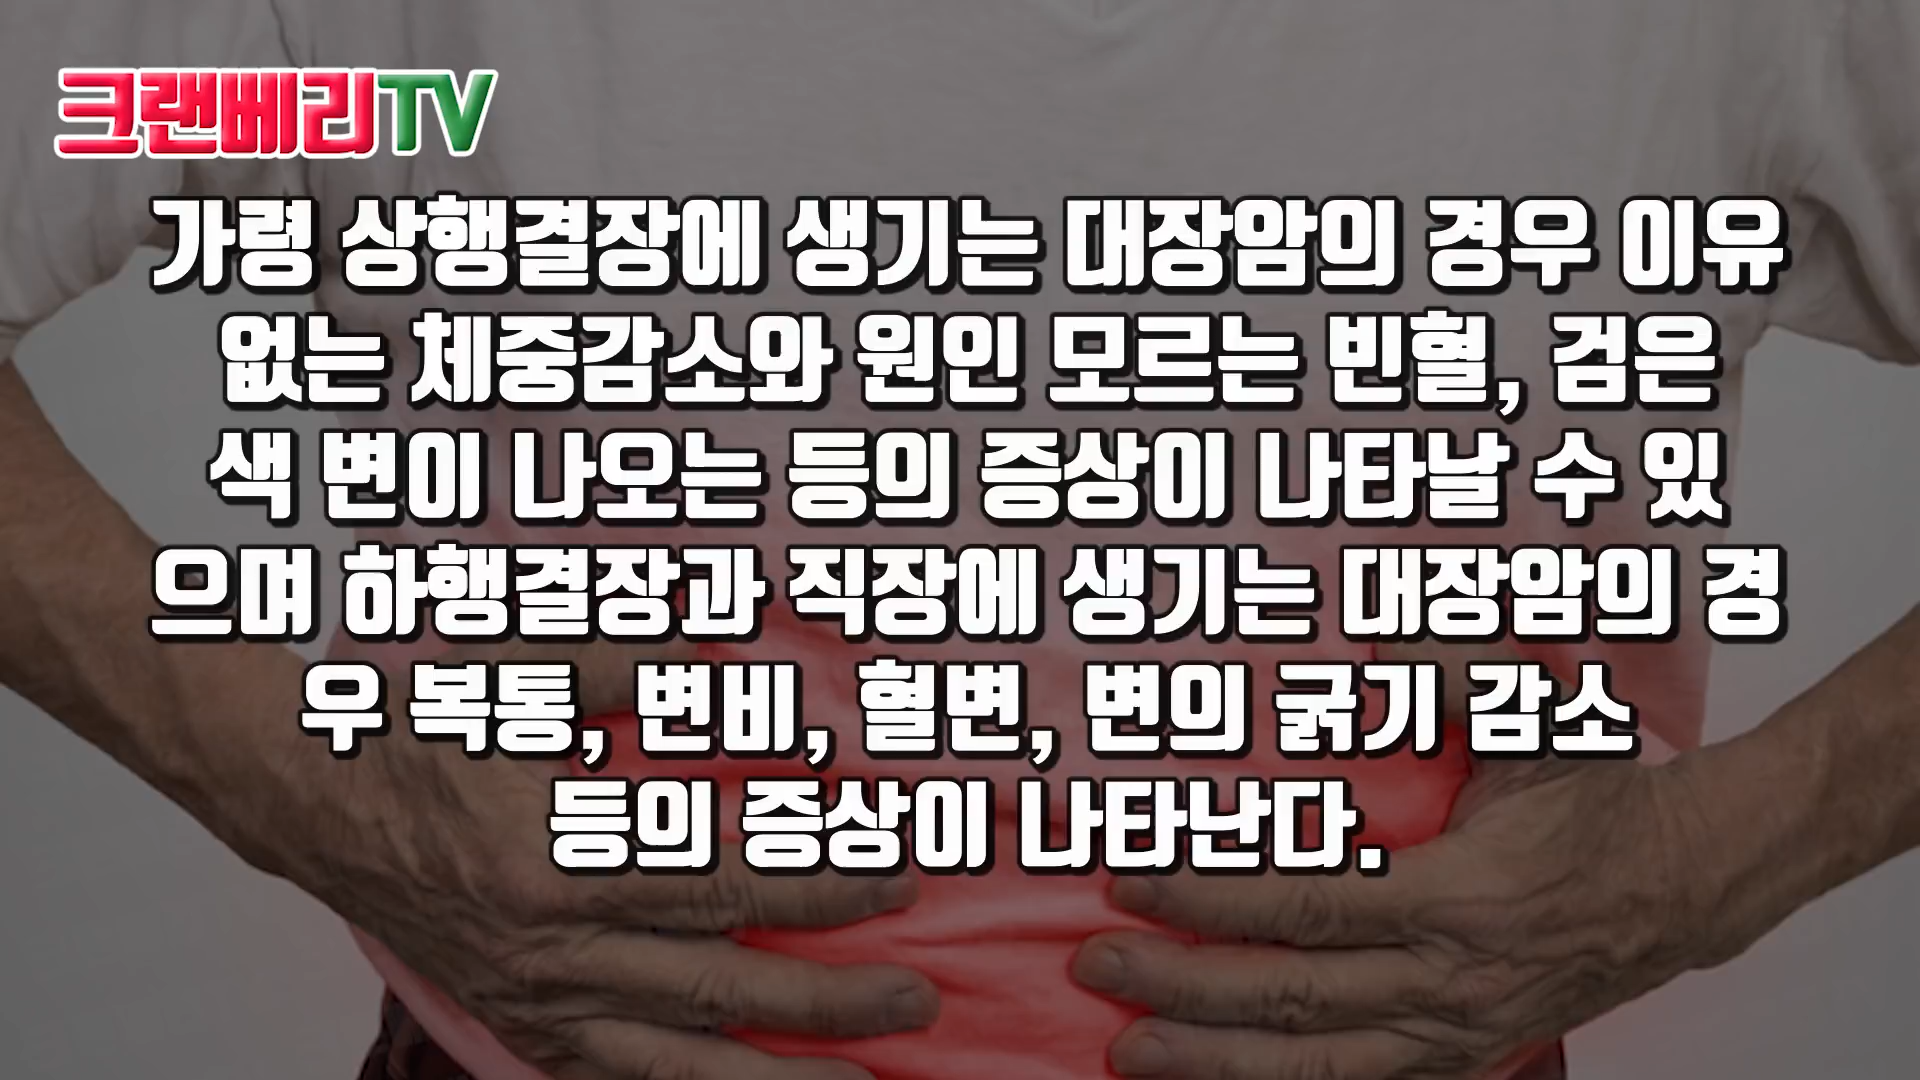 크랜베리TV
가령 상행결장에 생기는 대장암의 경우 이유
없는 체중감소와 원인 모르는 빈혈, 검은
색 변이 나오는 등의 증상이 나타날 수 있
으며 하행결장과 직장에 생기는 대장암의 경
우 복통, 변비, 혈변, 변의 굵기 감소
등의 증상이 나타난다.